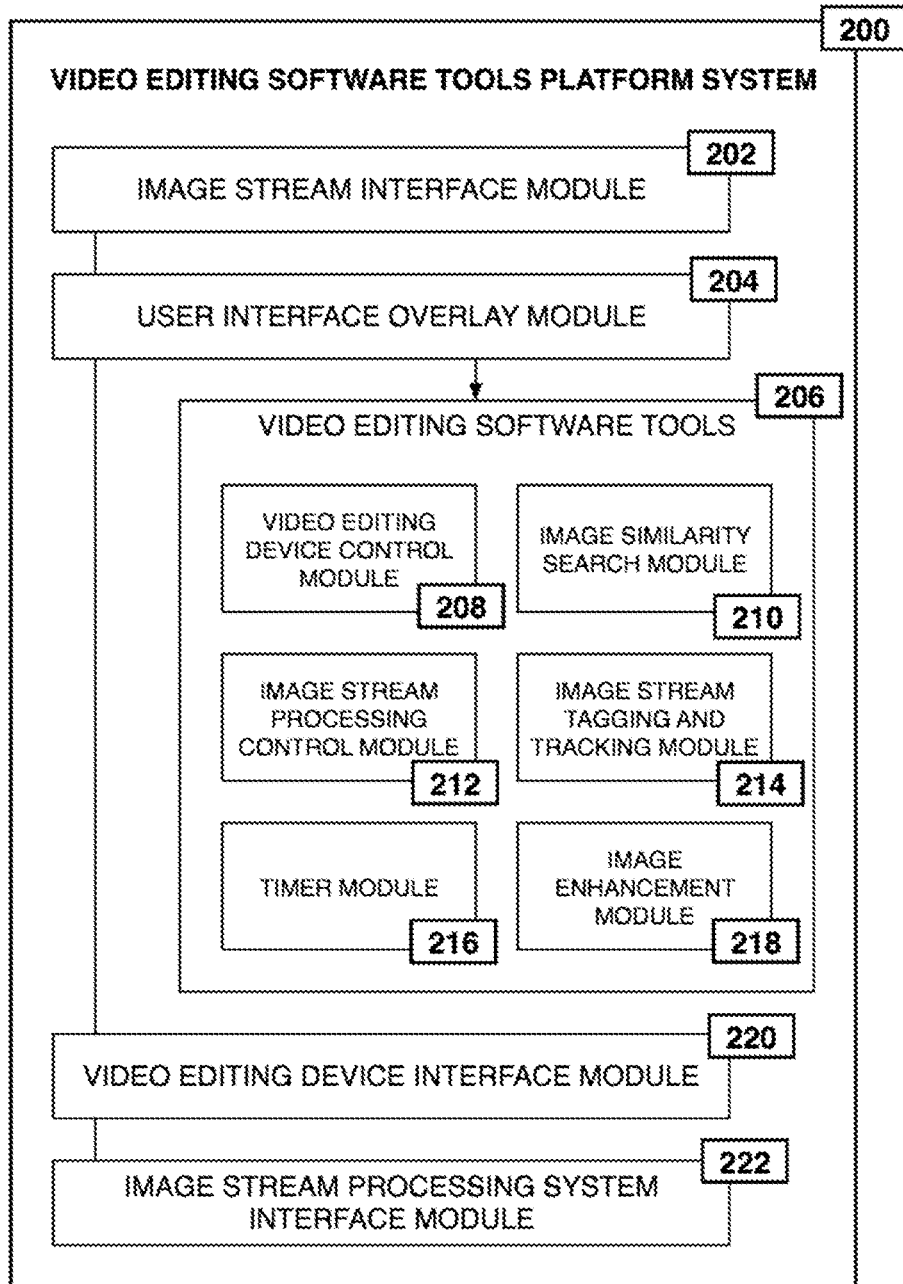 200
VIDEO EDITING SOFTWARE TOOLS PLATFORM SYSTEM
202
IMAGE STREAM INTERFACE MODULE
204
USER INTERFACE OVERLAY MODULE
206
VIDEO EDITING SOFTWARE TOOLS
VIDEO EDITING
DEVICE CONTROL
MODULE
208
IMAGE SIMILARITY
SEARCH MODULE
210
IMAGE STREAM
PROCESSING
CONTROL MODULE
212
IMAGE STREAM
TAGGING AND
TRACKING MODULE
214
TIMER MODULE
216
IMAGE
ENHANCEMENT
MODULE
218
220
VIDEO EDITING DEVICE INTERFACE MODULE
222
IMAGE STREAM PROCESSING SYSTEM
INTERFACE MODULE